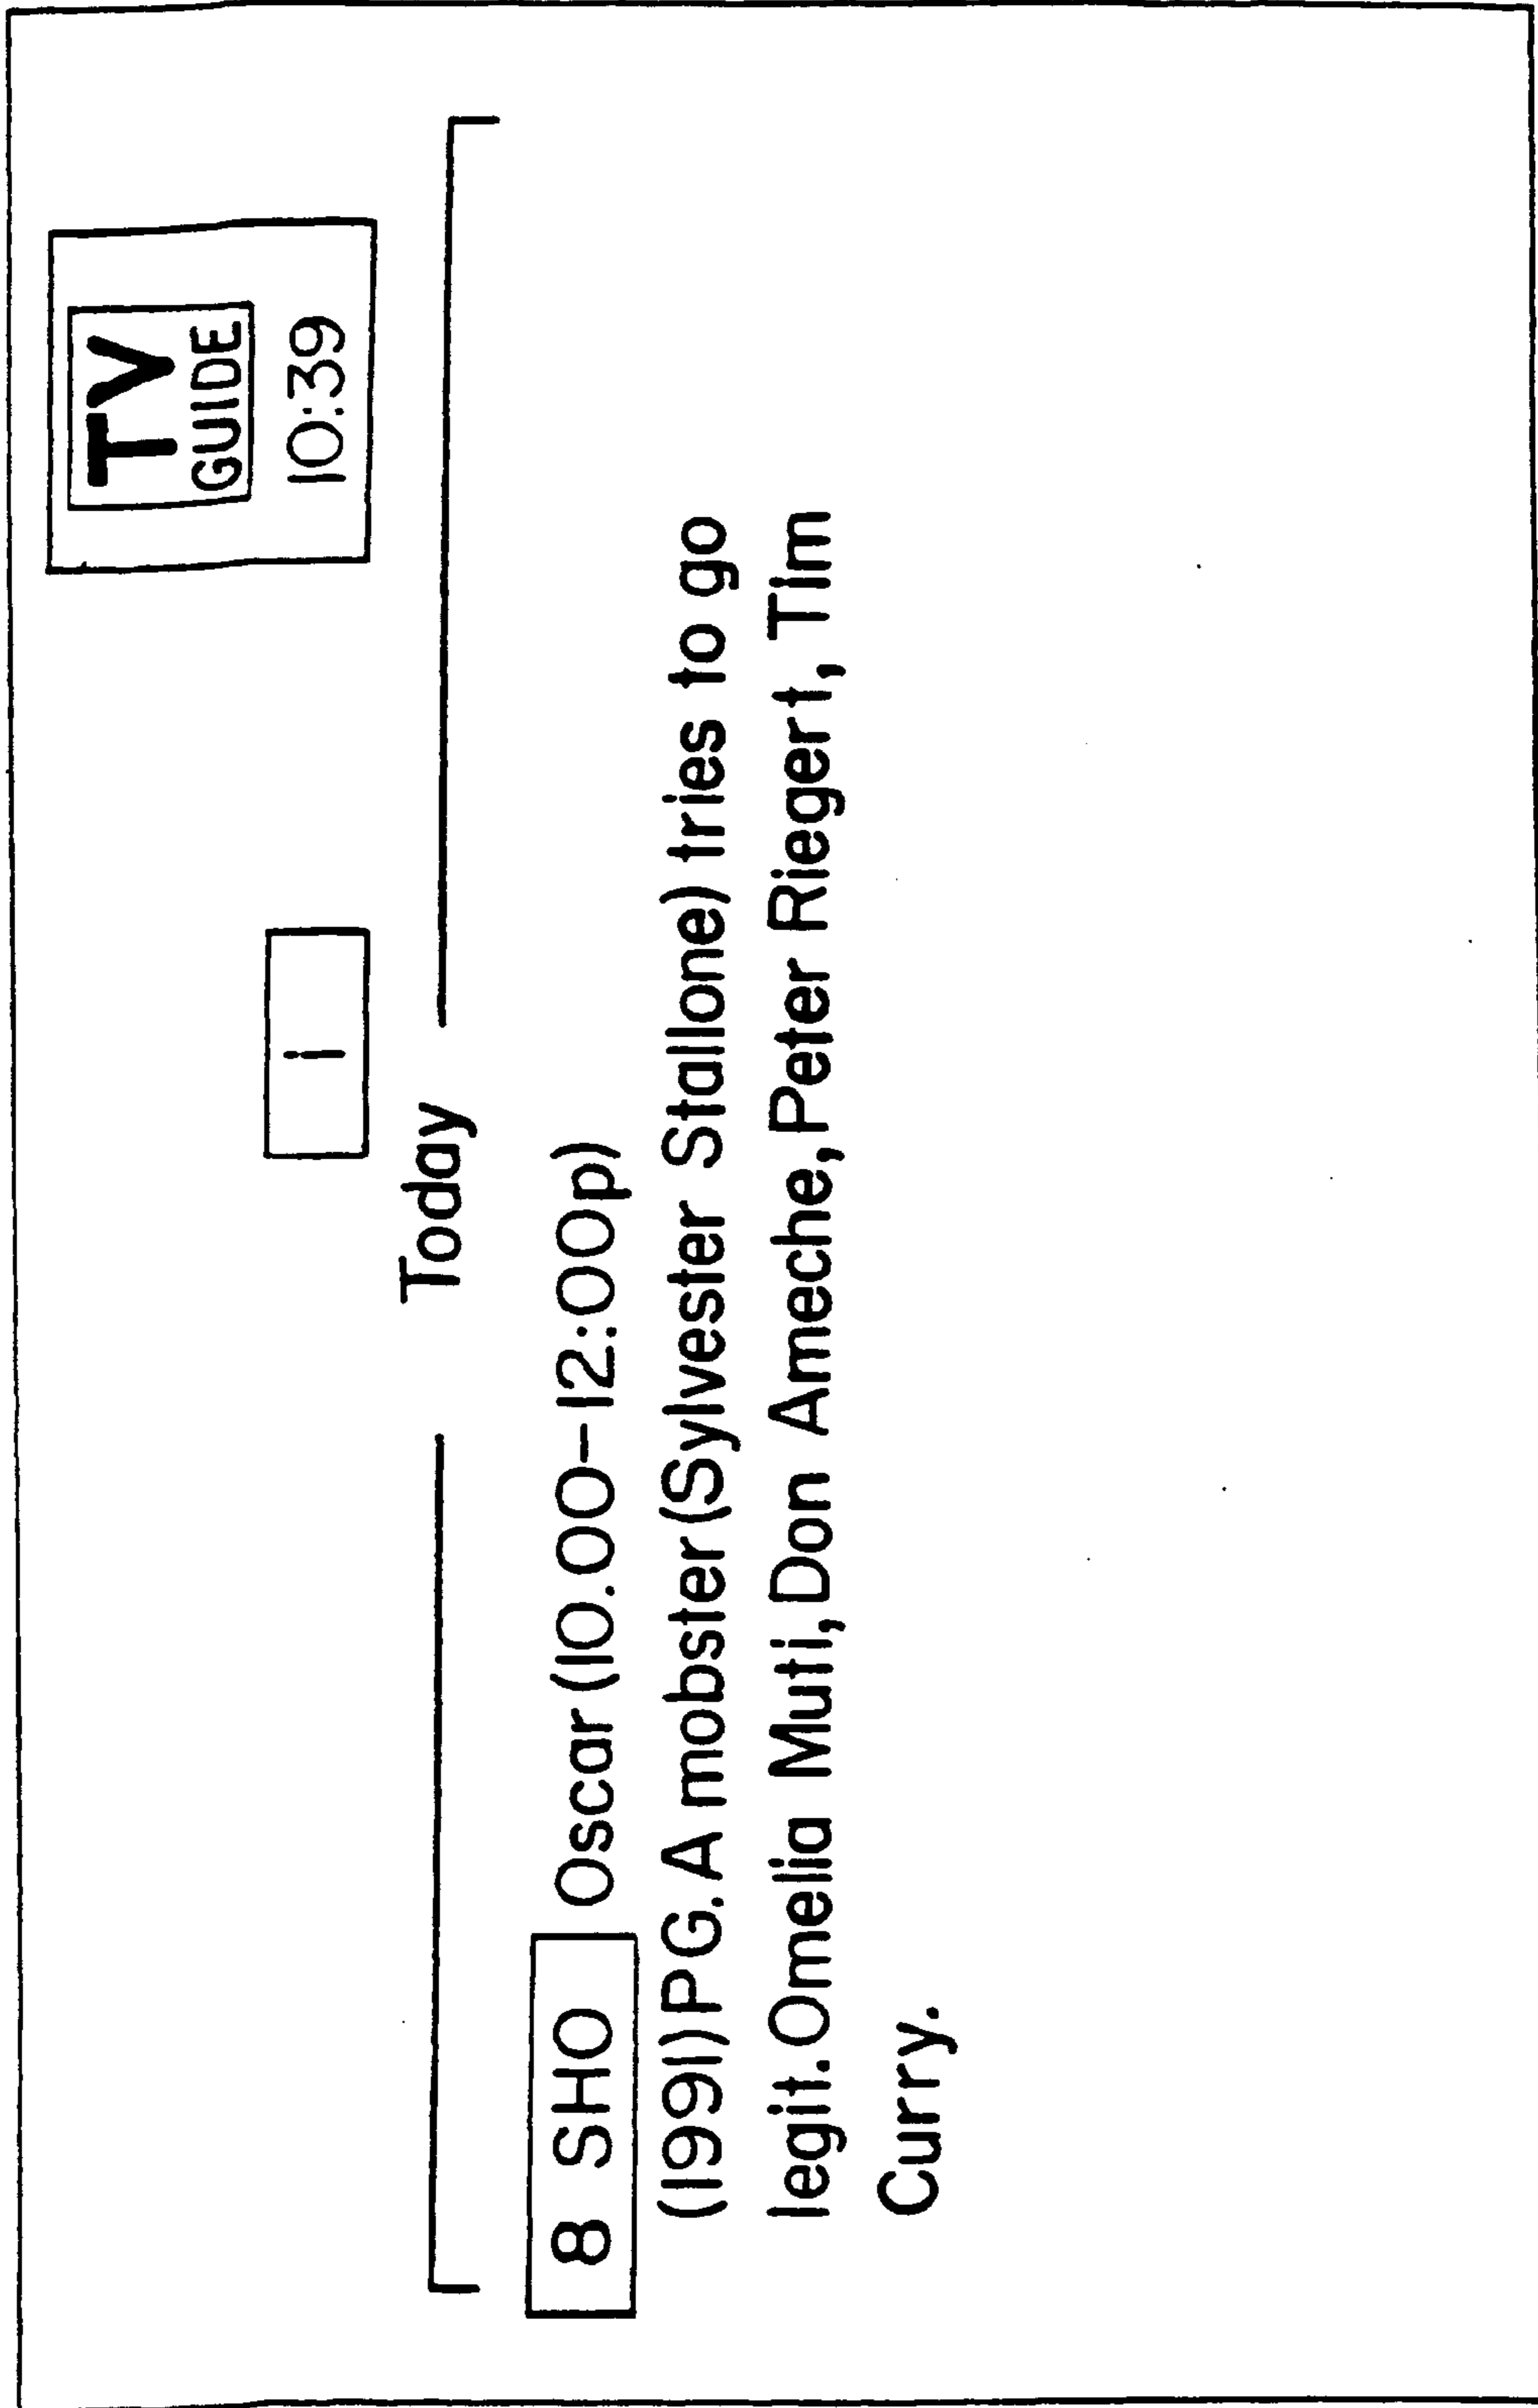 TV
GUIDE
10:39
i
Today
8 SHO Oscar (10.00-12:00p)
(1991) PG. A mobster (Sylvester Stallone) tries to go
legit. Omelia Muti, Don Ameche, Peter Riegert, Tim
Curry.